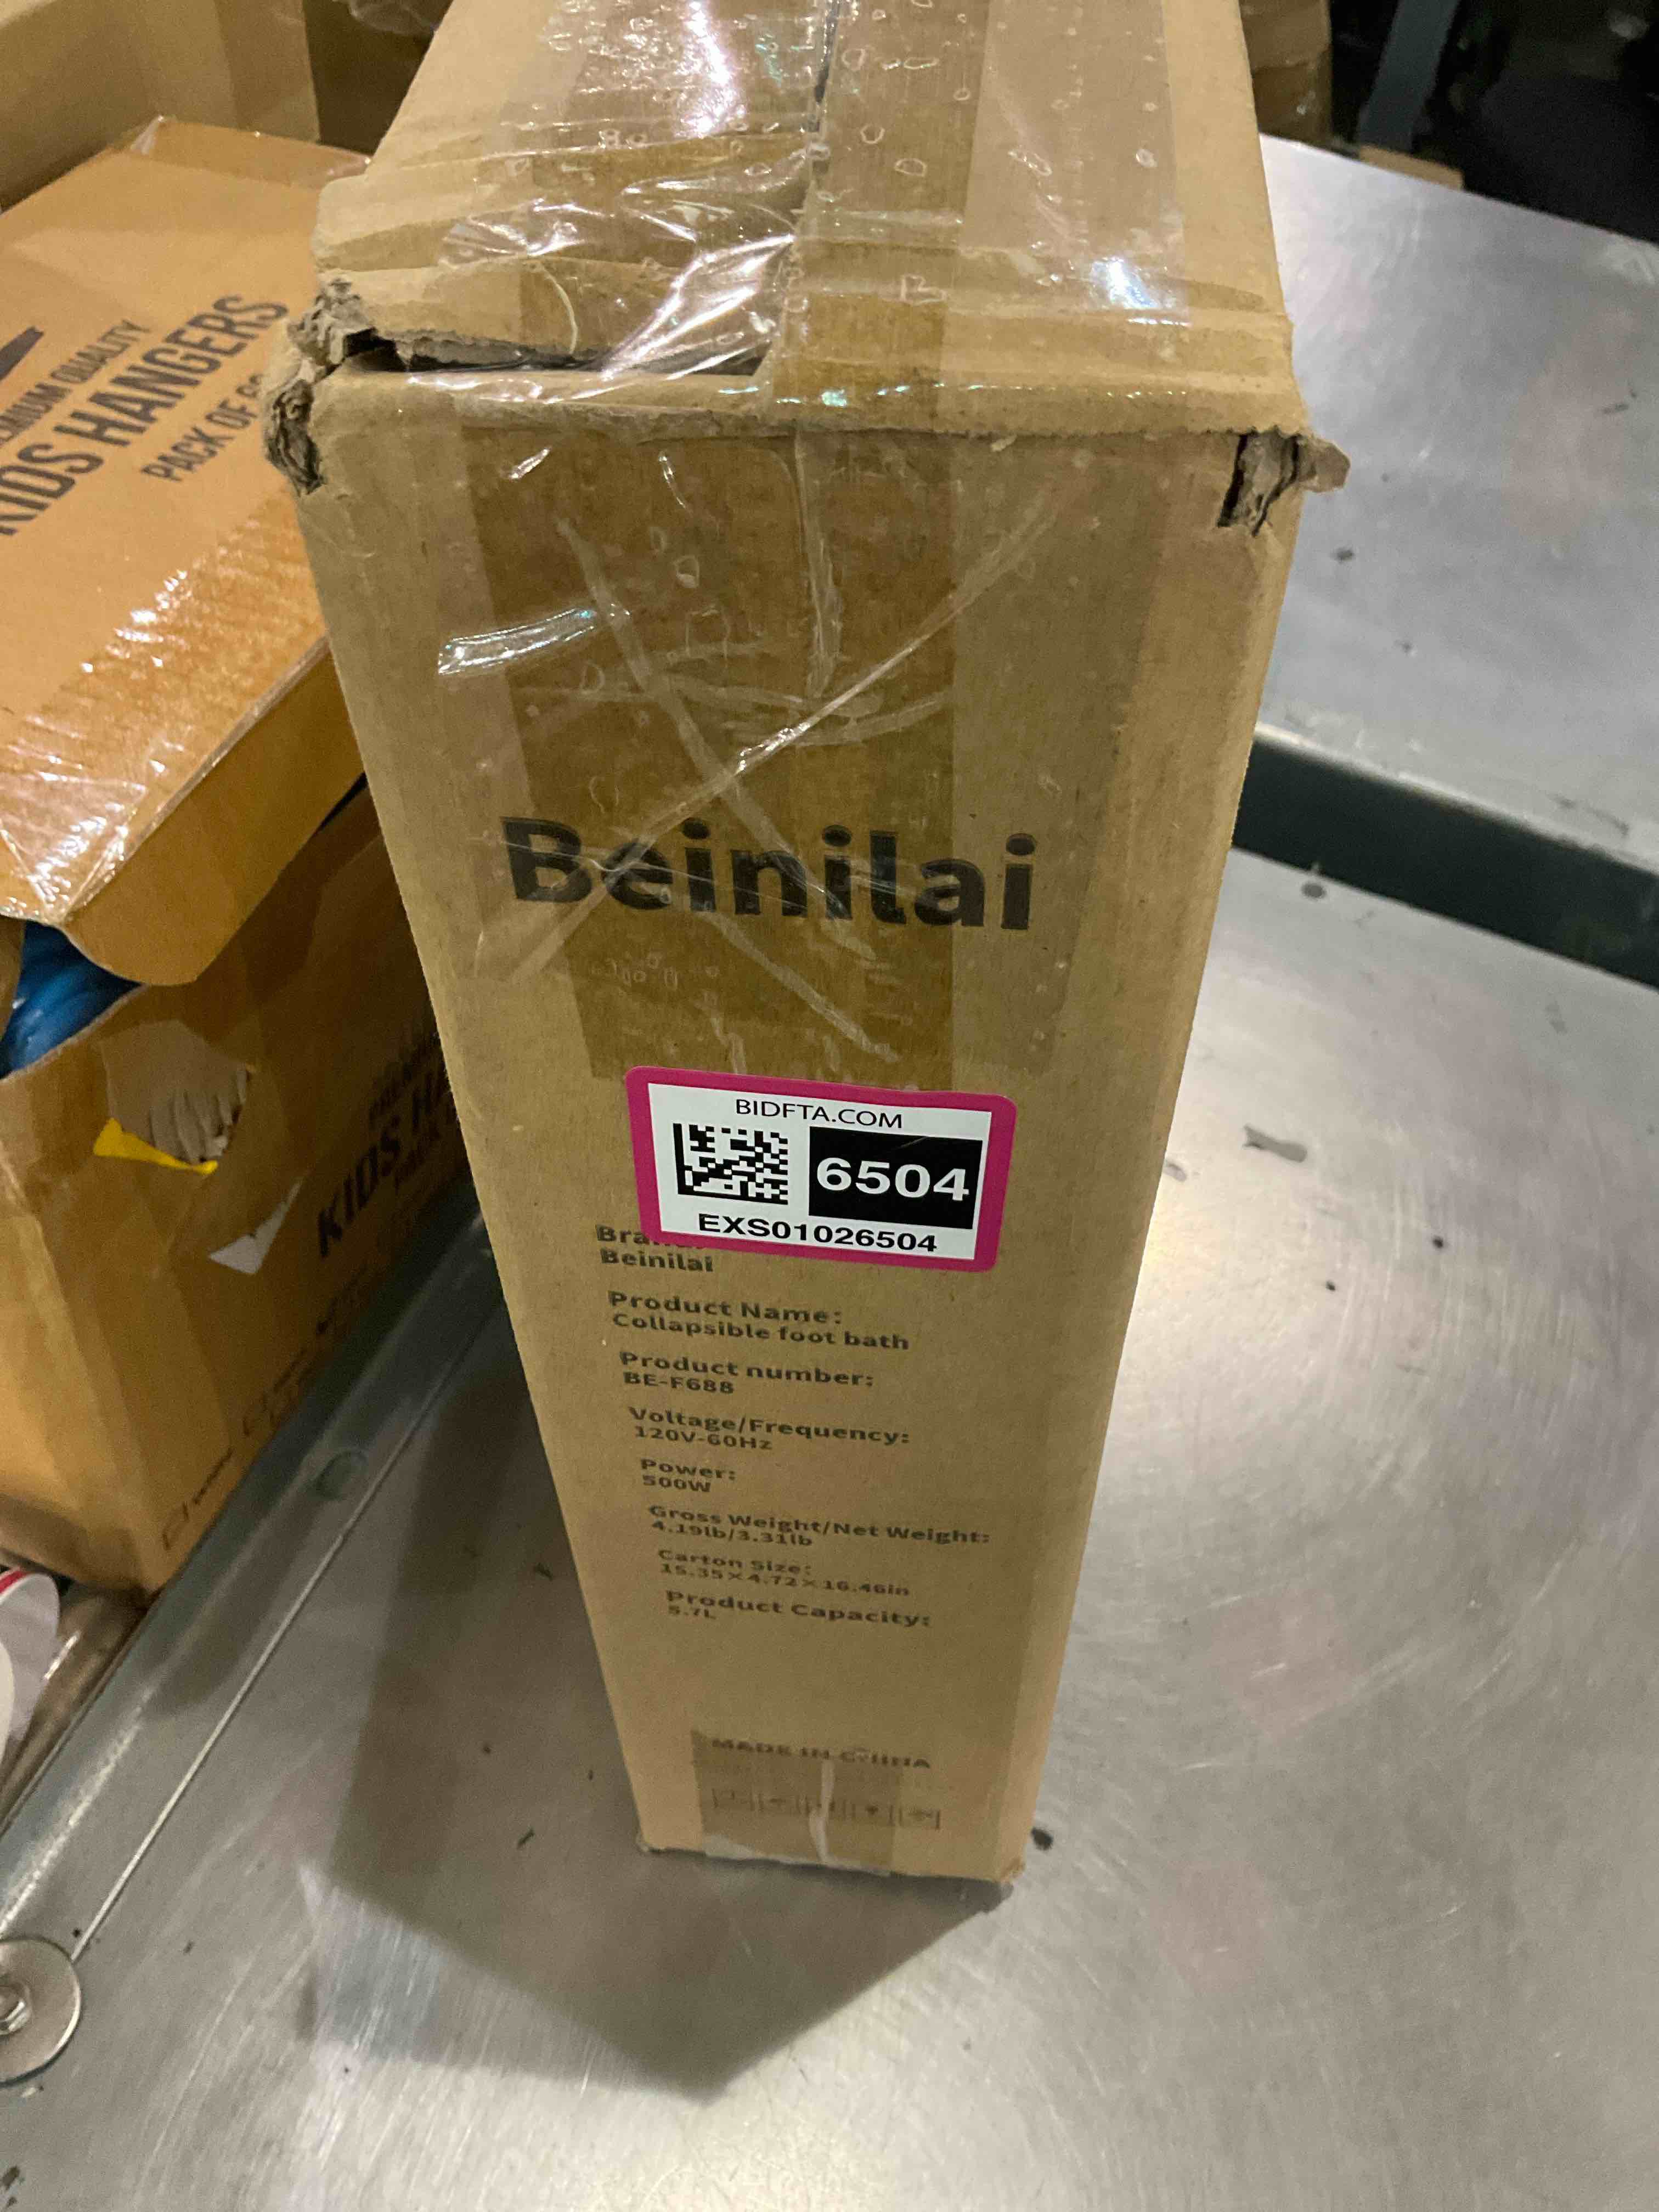 KIDS HANGERS
PACK OF
Beinilai
BIDFTA.COM
6504
EXS01026504
Beinilai
Product Name:
Collapsible foot bath
Product number:
BE-F688
Voltage/Frequency:
120V-60Hz
Power:
500W
Gross Weight/Net Weight:
4.19lb/3.31lb
Carton Size:
15.35×4.72×16.46in
Product Capacity:
5.7L
MADE IN CHINA
KIDS